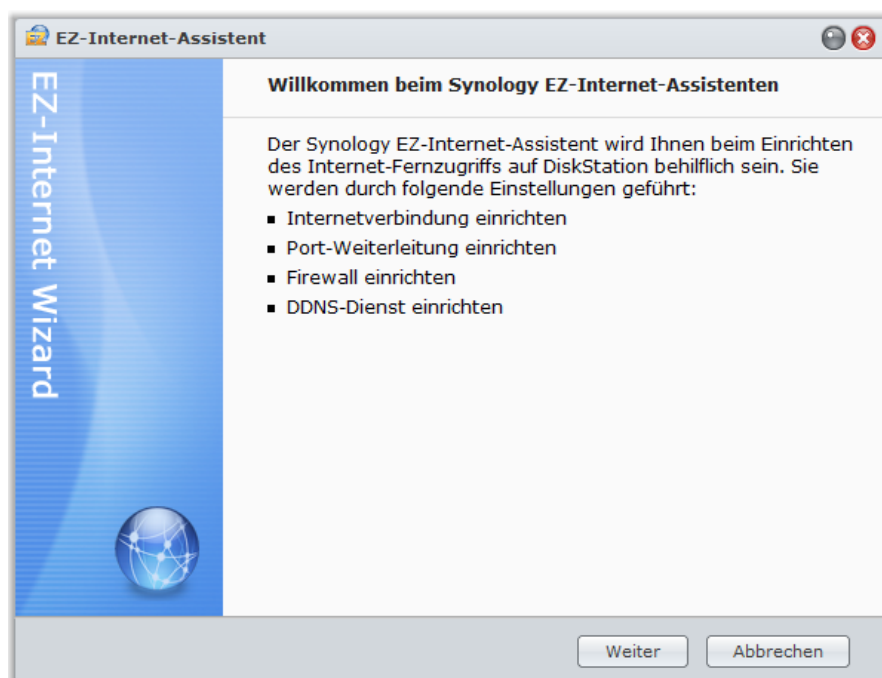 EZ-Internet-Assistent
EZ-Internet Wizard
Willkommen beim Synology EZ-Internet-Assistenten
Der Synology EZ-Internet-Assistent wird Ihnen beim Einrichten
des Internet-Fernzugriffs auf DiskStation behilflich sein. Sie
werden durch folgende Einstellungen geführt:
▪ Internetverbindung einrichten
▪ Port-Weiterleitung einrichten
▪ Firewall einrichten
▪ DDNS-Dienst einrichten
Weiter
Abbrechen